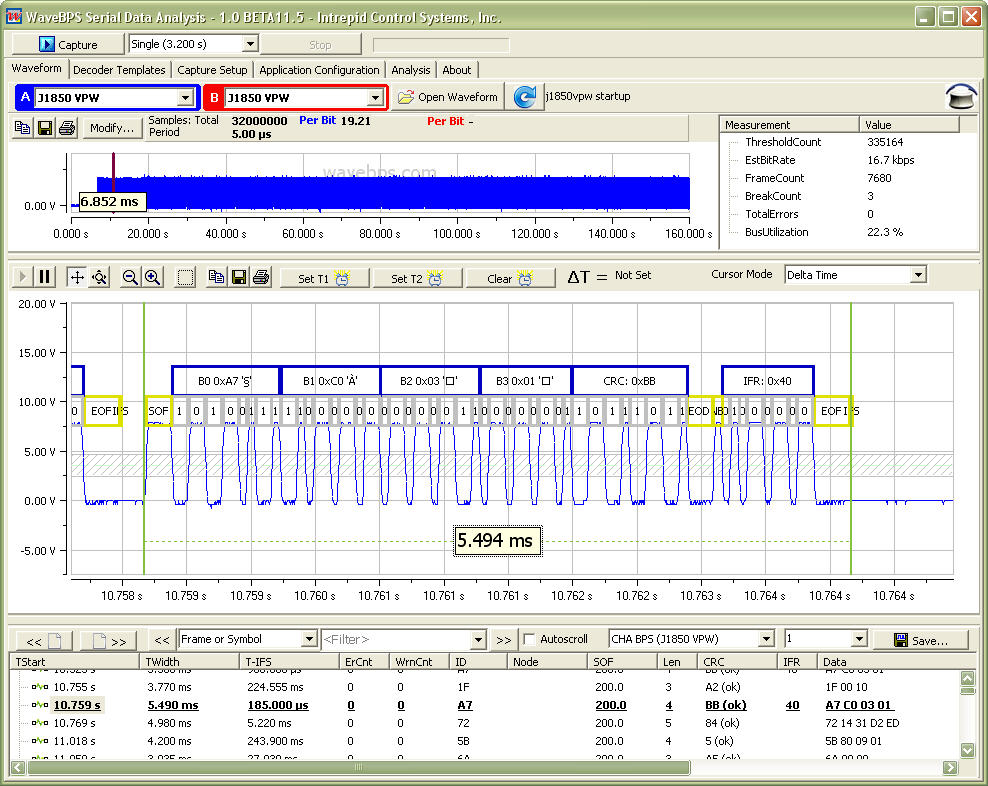 WaveBPS Serial Data Analysis - 1.0 BETA11.5 - Intrepid Control Systems, Inc.
Capture Single (3.200 s) Stop
Waveform Decoder Templates Capture Setup Application Configuration Analysis About
A J1850 VPW B J1850 VPW Open Waveform j1850vpw startup
Modify... Samples: Total 32000000 Per Bit 19.21 Per Bit -
Period 5.00 µs
Measurement Value
ThresholdCount 335164
EstBitRate 16.7 kbps
FrameCount 7680
BreakCount 3
TotalErrors 0
BusUtilization 22.3 %
wavebps.com
0.00 V 6.852 ms
0.000 s 20.000 s 40.000 s 60.000 s 80.000 s 100.000 s 120.000 s 140.000 s 160.000 s
Set T1 Set T2 Clear ΔT = Not Set Cursor Mode Delta Time
20.00 V
15.00 V
B0 0xA7 '§' B1 0xC0 'À' B2 0x03 '□' B3 0x01 '□' CRC: 0xBB IFR: 0x40
10.00 V 0 EOFIFS SOF 1 0 1 0 0 1 1 1 1 1 0 0 0 0 0 0 0 0 0 0 0 0 1 1 0 0 0 0 0 0 0 1 1 0 1 1 1 0 1 1 EOD NB 0 1 0 0 0 0 0 0 EOFIFS
5.00 V
0.00 V
5.494 ms
-5.00 V
10.758 s 10.759 s 10.759 s 10.760 s 10.761 s 10.761 s 10.761 s 10.762 s 10.762 s 10.763 s 10.764 s 10.764 s
<< >> << Frame or Symbol <Filter> >> Autoscroll CHA BPS (J1850 VPW) 1 Save...
TStart TWidth T-IFS ErCnt WrnCnt ID Node SOF Len CRC IFR Data
10.755 s 3.770 ms 224.555 ms 0 0 1F 200.0 3 A2 (ok) 1F 00 10
10.759 s 5.490 ms 185.000 µs 0 0 A7 200.0 4 BB (ok) 40 A7 C0 03 01
10.769 s 4.980 ms 5.220 ms 0 0 72 200.0 5 84 (ok) 72 14 31 D2 ED
11.018 s 4.200 ms 243.900 ms 0 0 5B 200.0 4 5 (ok) 5B 80 09 01